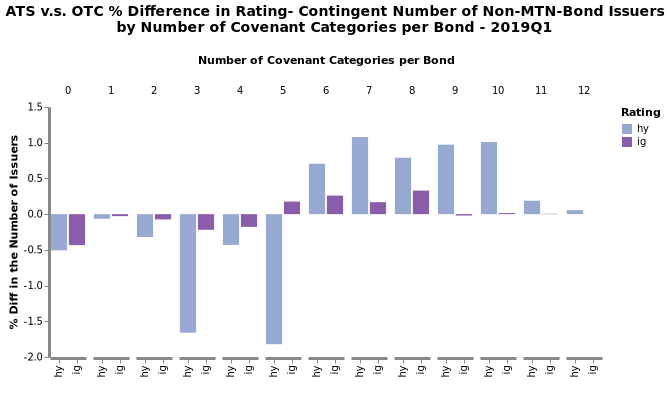 ATS v.s. OTC % Difference in Rating- Contingent Number of Non-MTN-Bond Issuers
by Number of Covenant Categories per Bond - 2019Q1
Number of Covenant Categories per Bond
0 1 2 3 4 5 6 7 8 9 10 11 12
Rating
hy
ig
% Diff in the Number of Issuers
1.5
1.0
0.5
0.0
-0.5
-1.0
-1.5
-2.0
hy ig hy ig hy ig hy ig hy ig hy ig hy ig hy ig hy ig hy ig hy ig hy ig hy ig